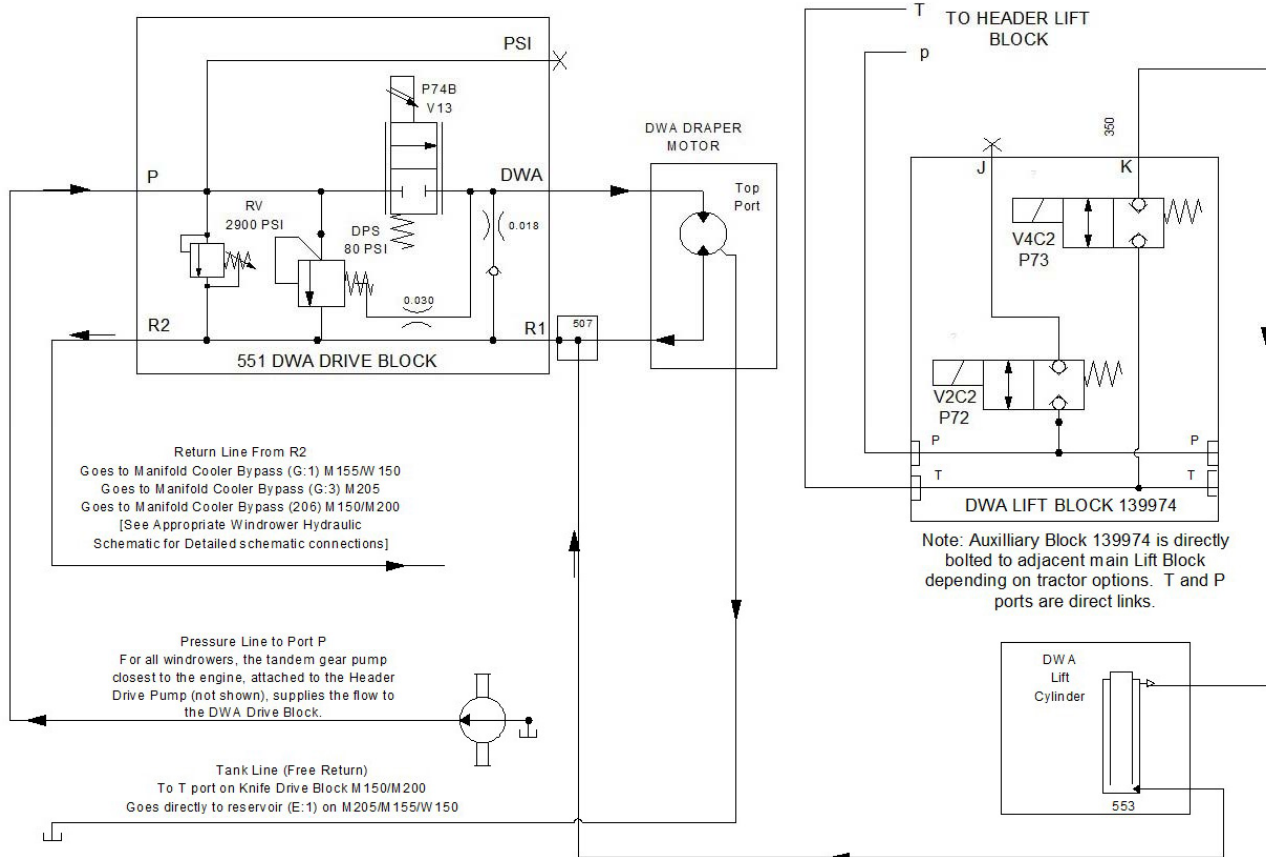 PSI
P74B
V13
P
DWA
RV
2900 PSI
DPS
80 PSI
0.018
0.030
R2
R1
507
551 DWA DRIVE BLOCK
DWA DRAPER
MOTOR
Top
Port
T
p
TO HEADER LIFT
BLOCK
350
J
K
V4C2
P73
V2C2
P72
P
P
T
T
DWA LIFT BLOCK 139974
Note: Auxilliary Block 139974 is directly
bolted to adjacent main Lift Block
depending on tractor options. T and P
ports are direct links.
Return Line From R2
Goes to Manifold Cooler Bypass (G:1) M155/W150
Goes to Manifold Cooler Bypass (G:3) M205
Goes to Manifold Cooler Bypass (206) M150/M200
[See Appropriate Windrower Hydraulic
Schematic for Detailed schematic connections]
Pressure Line to Port P
For all windrowers, the tandem gear pump
closest to the engine, attached to the Header
Drive Pump (not shown), supplies the flow to
the DWA Drive Block.
Tank Line (Free Return)
To T port on Knife Drive Block M150/M200
Goes directly to reservoir (E:1) on M205/M155/W150
DWA
Lift
Cylinder
553